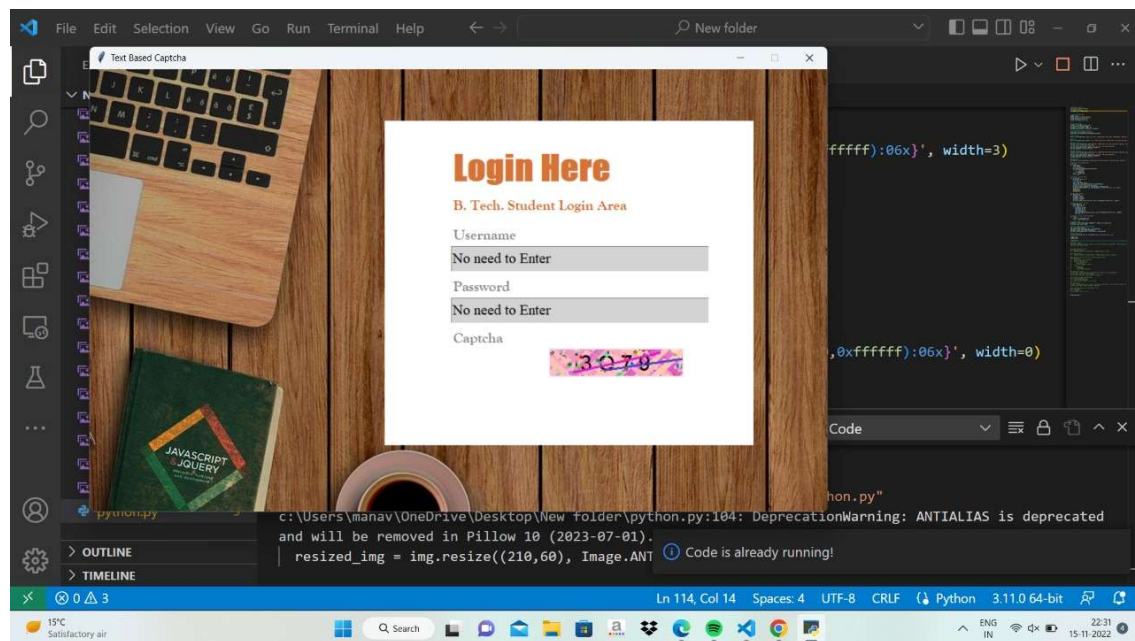 File Edit Selection View Go Run Terminal Help
New folder
Text Based Captcha
ffffff):06x}', width=3)
Login Here
B. Tech. Student Login Area
Username
No need to Enter
Password
No need to Enter
Captcha
,0xffffff):06x}', width=0)
JAVASCRIPT
& JQUERY
Code
hon.py"
python.py
c:\Users\manav\OneDrive\Desktop\New folder\python.py:104: DeprecationWarning: ANTIALIAS is deprecated
and will be removed in Pillow 10 (2023-07-01).
resized_img = img.resize((210,60), Image.ANT
Code is already running!
OUTLINE
TIMELINE
0 3 Ln 114, Col 14 Spaces: 4 UTF-8 CRLF Python 3.11.0 64-bit
15°C
Satisfactory air
Search
ENG
IN
22:31
15-11-2022
4